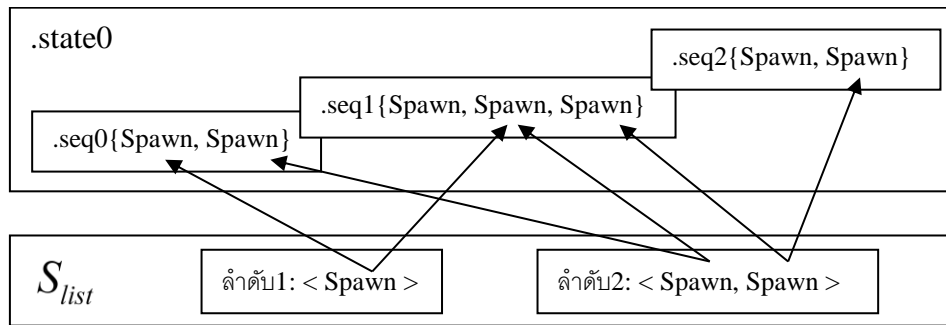 .state0
.seq2{Spawn, Spawn}
.seq1{Spawn, Spawn, Spawn}
.seq0{Spawn, Spawn}
S_list
ลำดับ1: < Spawn >
ลำดับ2: < Spawn, Spawn >